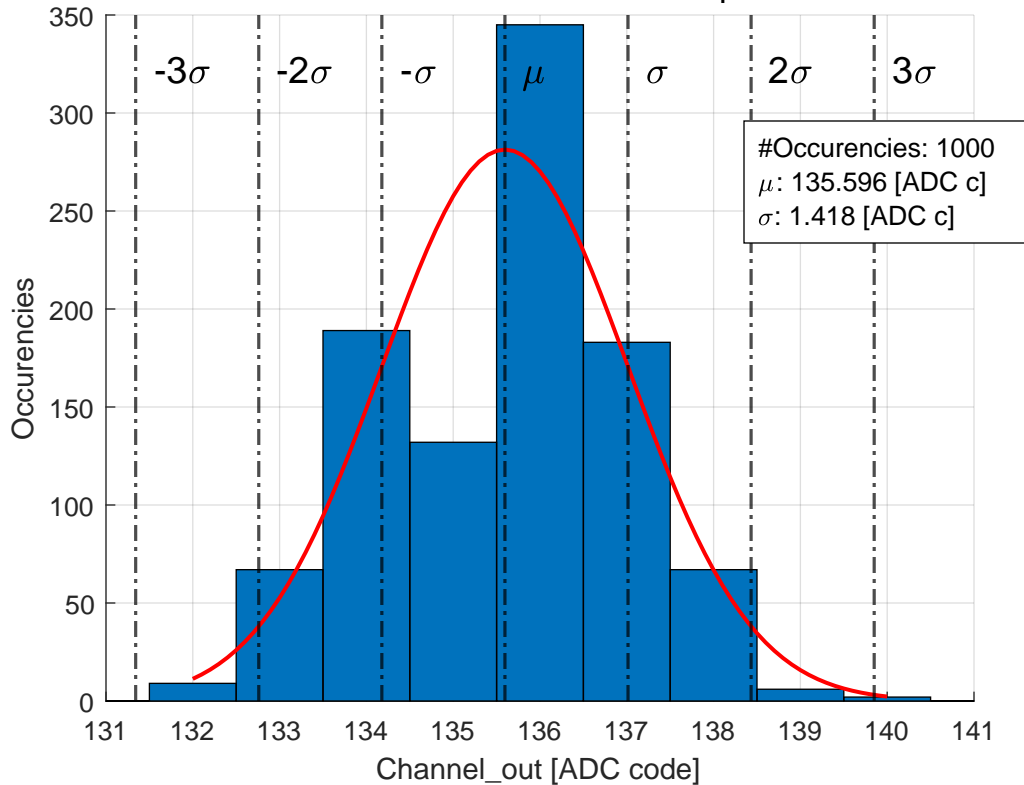 350
300
250
200
150
100
50
0
Occurencies
-3σ -2σ -σ μ σ 2σ 3σ
#Occurencies: 1000
μ: 135.596 [ADC c]
σ: 1.418 [ADC c]
131 132 133 134 135 136 137 138 139 140 141
Channel_out [ADC code]